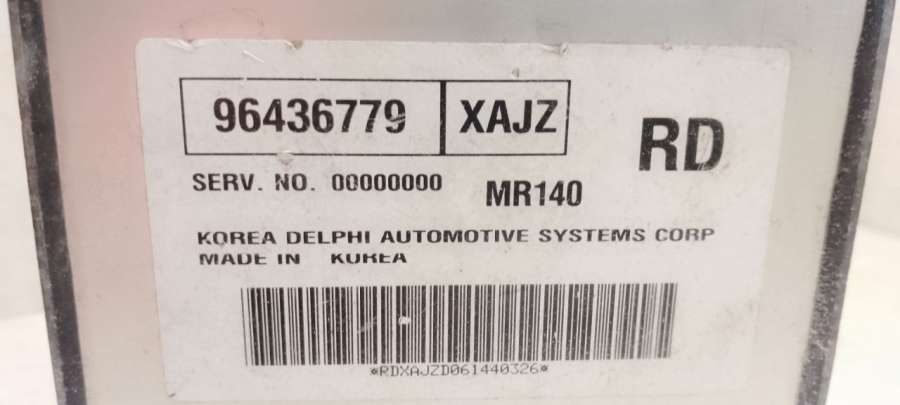 96436779 XAJZ
RD
SERV. NO. 00000000 MR140
KOREA DELPHI AUTOMOTIVE SYSTEMS CORP
MADE IN KOREA
*RDXAJZD061440326*